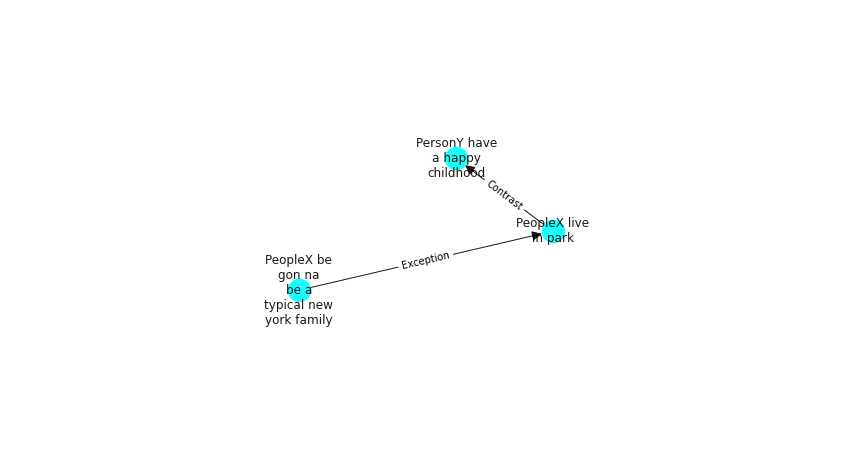 PersonY have
a happy
childhood
Contrast
PeopleX live
in park
Exception
PeopleX be
gon na
be a
typical new
york family